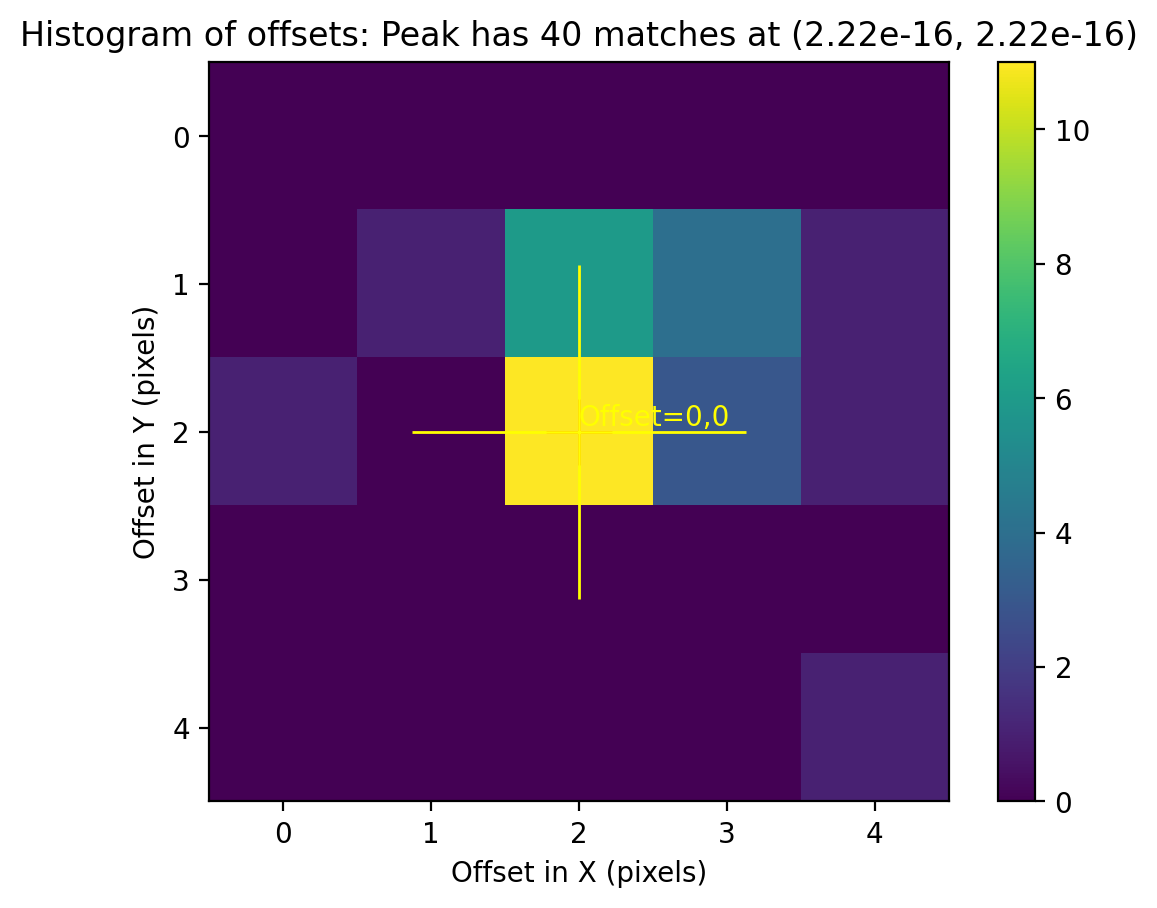 Histogram of offsets: Peak has 40 matches at (2.22e-16, 2.22e-16)
0
1
2
3
4
Offset in Y (pixels)
Offset=0,0
0 1 2 3 4
Offset in X (pixels)
10
8
6
4
2
0